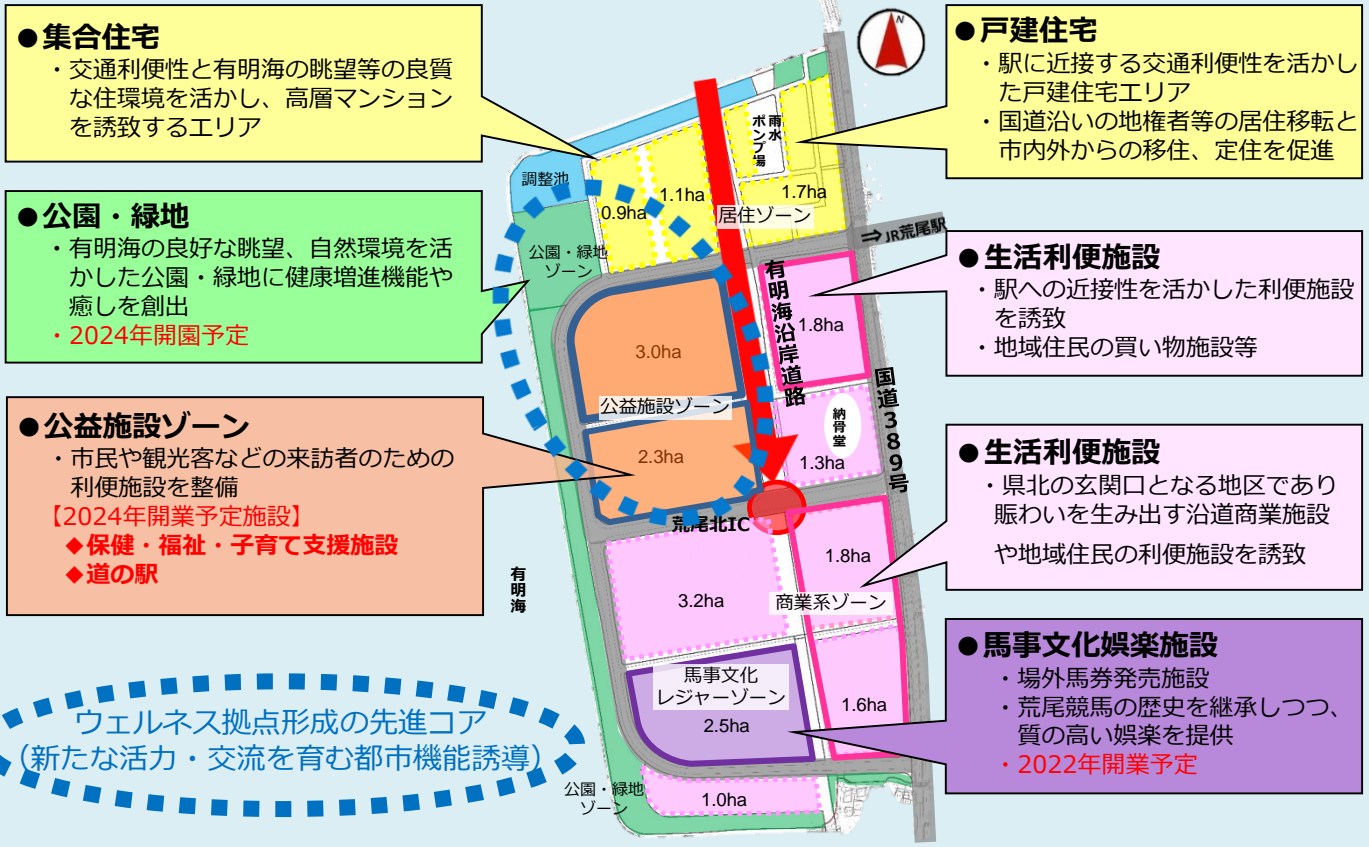 ●集合住宅
・交通利便性と有明海の眺望等の良質
な住環境を活かし、高層マンション
を誘致するエリア
●公園・緑地
・有明海の良好な眺望、自然環境を活
かした公園・緑地に健康増進機能や
癒しを創出
・2024年開園予定
●公益施設ゾーン
・市民や観光客などの来訪者のための
利便施設を整備
【2024年開業予定施設】
◆保健・福祉・子育て支援施設
◆道の駅
ウェルネス拠点形成の先進コア
(新たな活力・交流を育む都市機能誘導)
N
雨水
ポンプ場
調整池
0.9ha
1.1ha
1.7ha
居住ゾーン
⇒JR荒尾駅
公園・緑地
ゾーン
有明海沿岸道路
1.8ha
3.0ha
公益施設ゾーン
国道389号
納骨堂
2.3ha
1.3ha
荒尾北IC
有明海
1.8ha
3.2ha
商業系ゾーン
馬事文化
レジャーゾーン
2.5ha
1.6ha
公園・緑地
ゾーン
1.0ha
●戸建住宅
・駅に近接する交通利便性を活かし
た戸建住宅エリア
・国道沿いの地権者等の居住移転と
市内外からの移住、定住を促進
●生活利便施設
・駅への近接性を活かした利便施設
を誘致
・地域住民の買い物施設等
●生活利便施設
・県北の玄関口となる地区であり
賑わいを生み出す沿道商業施設
や地域住民の利便施設を誘致
●馬事文化娯楽施設
・場外馬券発売施設
・荒尾競馬の歴史を継承しつつ、
質の高い娯楽を提供
・2022年開業予定